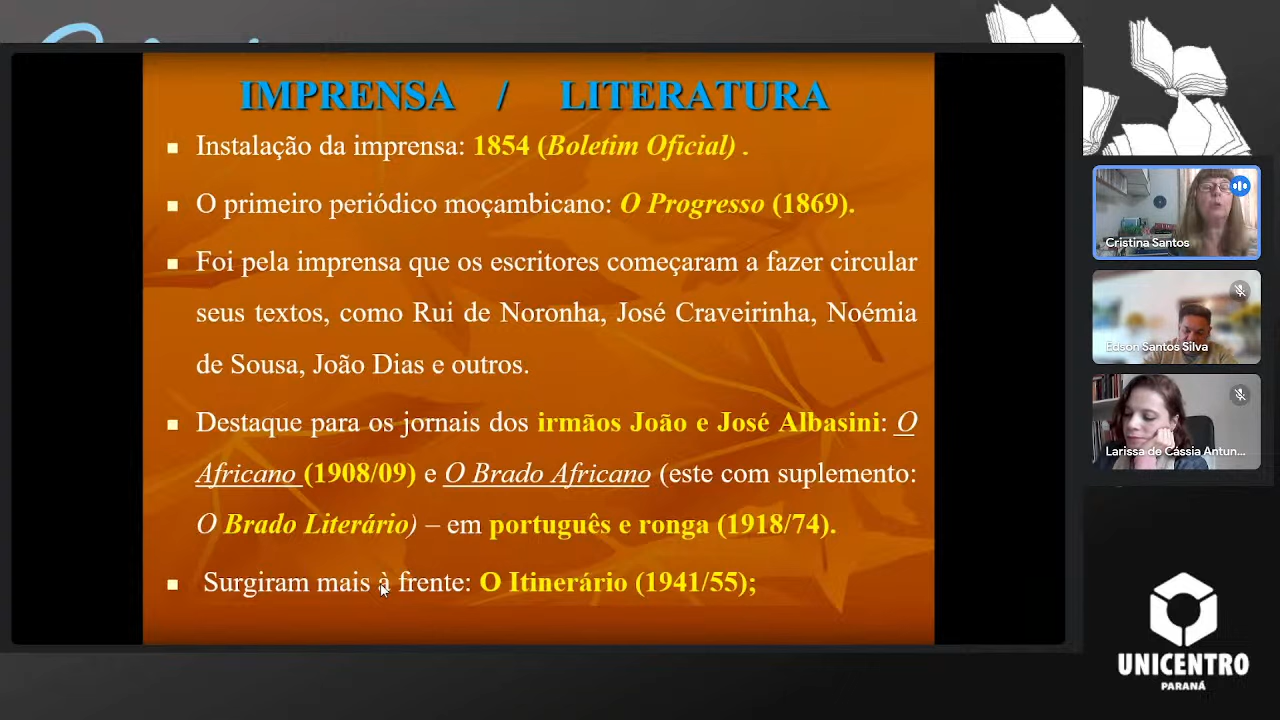 IMPRENSA / LITERATURA
Instalação da imprensa: 1854 (Boletim Oficial) .
O primeiro periódico moçambicano: O Progresso (1869).
Foi pela imprensa que os escritores começaram a fazer circular
seus textos, como Rui de Noronha, José Craveirinha, Noémia
de Sousa, João Dias e outros.
Destaque para os jornais dos irmãos João e José Albasini: O
Africano (1908/09) e O Brado Africano (este com suplemento:
O Brado Literário) – em português e ronga (1918/74).
Surgiram mais à frente: O Itinerário (1941/55);
Cristina Santos
Edson Santos Silva
Larissa de Cássia Antun...
UNICENTRO
PARANÁ